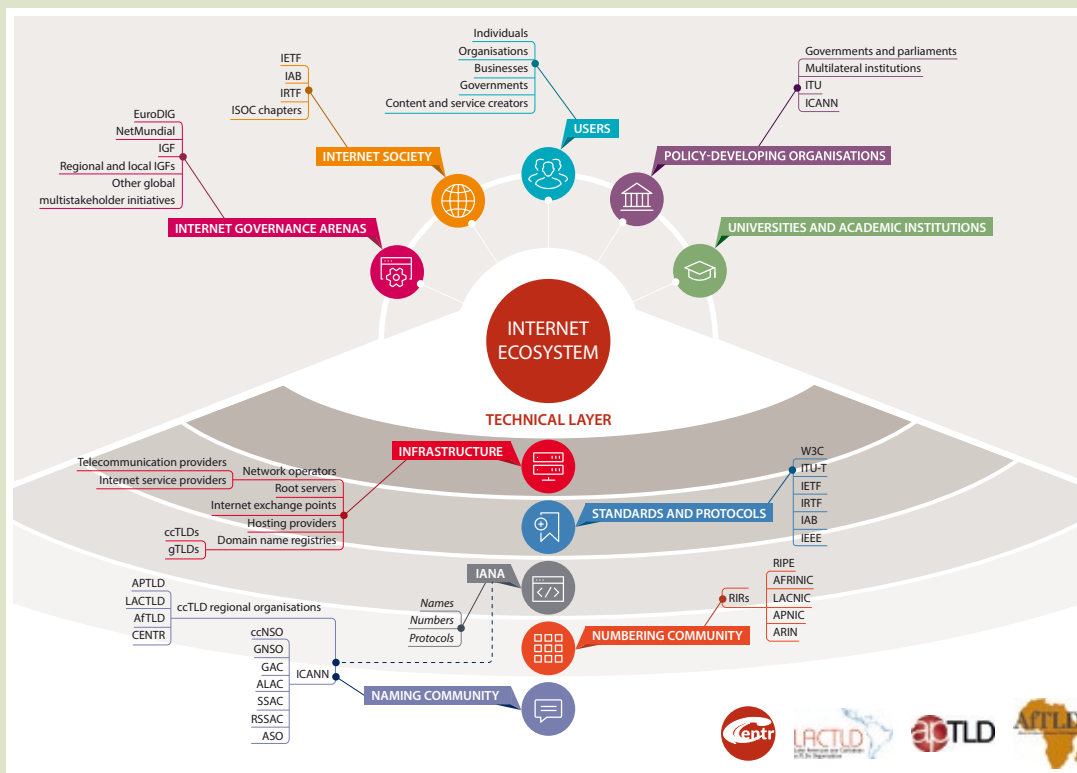 Individuals
Organisations
Businesses
Governments
Content and service creators
USERS
Governments and parliaments
Multilateral institutions
ITU
ICANN
POLICY-DEVELOPING ORGANISATIONS
IETF
IAB
IRTF
ISOC chapters
INTERNET SOCIETY
EuroDIG
NetMundial
IGF
Regional and local IGFs
Other global
multistakeholder initiatives
INTERNET GOVERNANCE ARENAS
UNIVERSITIES AND ACADEMIC INSTITUTIONS
INTERNET
ECOSYSTEM
TECHNICAL LAYER
INFRASTRUCTURE
Telecommunication providers
Internet service providers
Network operators
Root servers
Internet exchange points
Hosting providers
Domain name registries
ccTLDs
gTLDs
W3C
ITU-T
IETF
IRTF
IAB
IEEE
STANDARDS AND PROTOCOLS
IANA
</>
Names
Numbers
Protocols
RIPE
AFRINIC
LACNIC
APNIC
ARIN
RIRs
NUMBERING COMMUNITY
APTLD
LACTLD
AfTLD
CENTR
ccTLD regional organisations
ccNSO
GNSO
GAC
ALAC
SSAC
RSSAC
ASO
ICANN
NAMING COMMUNITY
Centr
LACTLD
apTLD
AfTLD